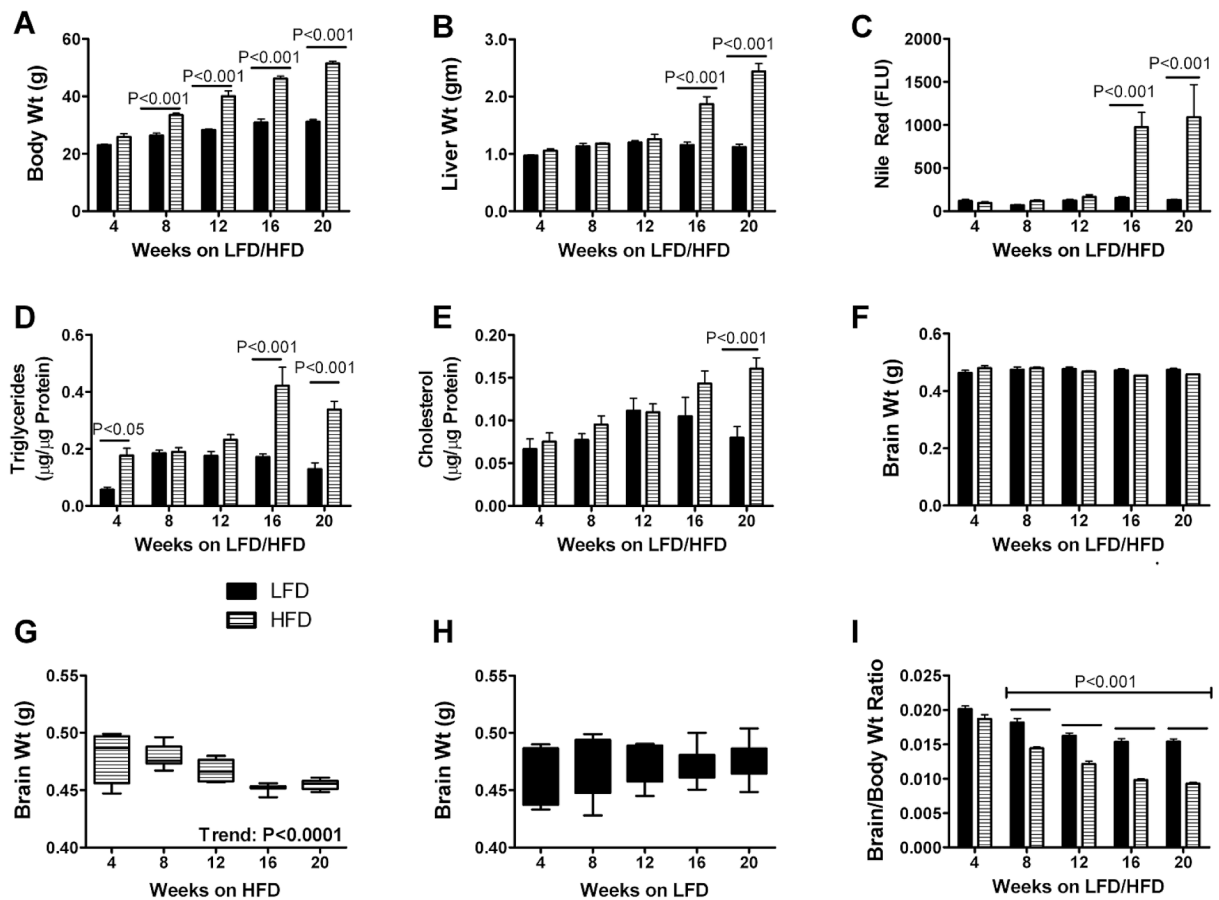 A
Body Wt (g)
60
40
20
0
P<0.001
P<0.001
P<0.001
P<0.001
4 8 12 16 20
Weeks on LFD/HFD
B
Liver Wt (gm)
3.0
2.0
1.0
0.0
P<0.001
P<0.001
4 8 12 16 20
Weeks on LFD/HFD
C
Nile Red (FLU)
2000
1500
1000
500
0
P<0.001
P<0.001
4 8 12 16 20
Weeks on LFD/HFD
D
Triglycerides
(µg/µg Protein)
0.6
0.4
0.2
0.0
P<0.05
P<0.001
P<0.001
4 8 12 16 20
Weeks on LFD/HFD
E
Cholesterol
(µg/µg Protein)
0.20
0.15
0.10
0.05
0.00
P<0.001
4 8 12 16 20
Weeks on LFD/HFD
F
Brain Wt (g)
0.6
0.4
0.2
0.0
4 8 12 16 20
Weeks on LFD/HFD
LFD
HFD
G
Brain Wt (g)
0.55
0.50
0.45
0.40
Trend: P<0.0001
4 8 12 16 20
Weeks on HFD
H
Brain Wt (g)
0.55
0.50
0.45
0.40
4 8 12 16 20
Weeks on LFD
I
Brain/Body Wt Ratio
0.025
0.020
0.015
0.010
0.005
0.000
P<0.001
4 8 12 16 20
Weeks on LFD/HFD